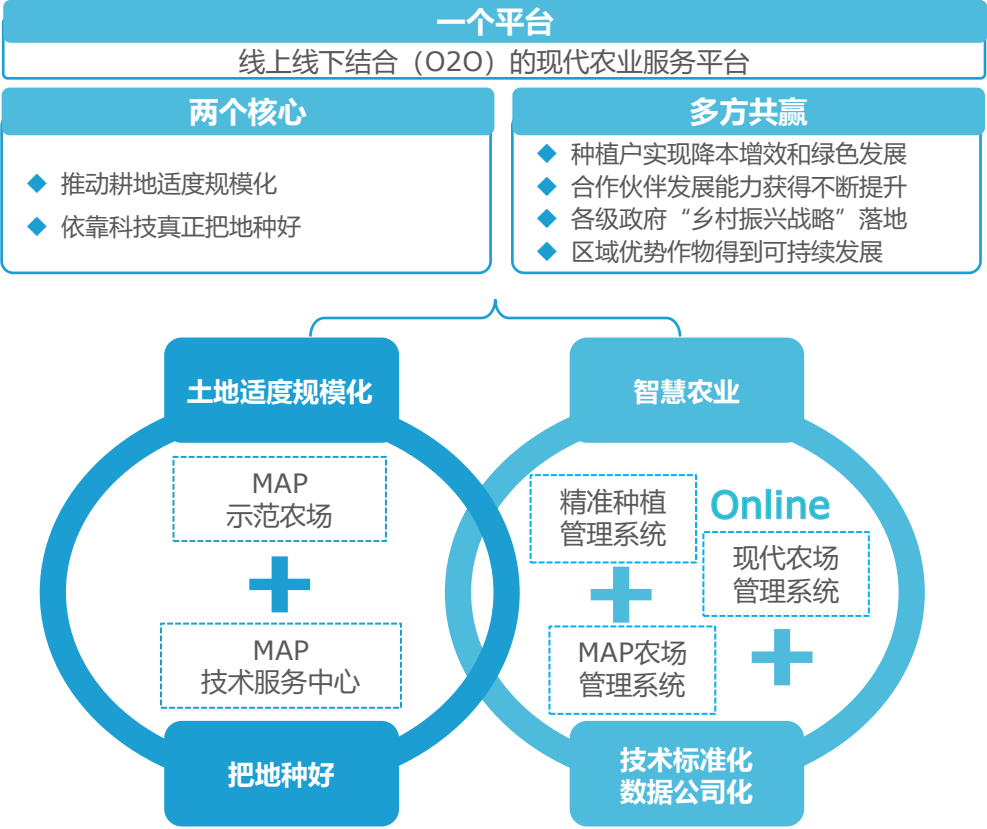 一个平台
线上线下结合（O2O）的现代农业服务平台
两个核心
推动耕地适度规模化
依靠科技真正把地种好
多方共赢
种植户实现降本增效和绿色发展
合作伙伴发展能力获得不断提升
各级政府“乡村振兴战略”落地
区域优势作物得到可持续发展
土地适度规模化
MAP
示范农场
MAP
技术服务中心
把地种好
智慧农业
Online
精准种植
管理系统
现代农场
管理系统
MAP农场
管理系统
技术标准化
数据公司化